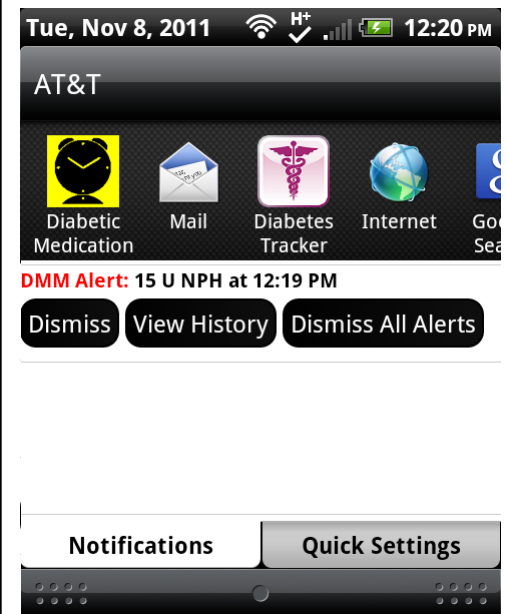 Tue, Nov 8, 2011 H+ 12:20 PM
AT&T
Diabetic Mail Diabetes Internet
Medication Tracker
DMM Alert: 15 U NPH at 12:19 PM
Dismiss View History Dismiss All Alerts
Notifications Quick Settings